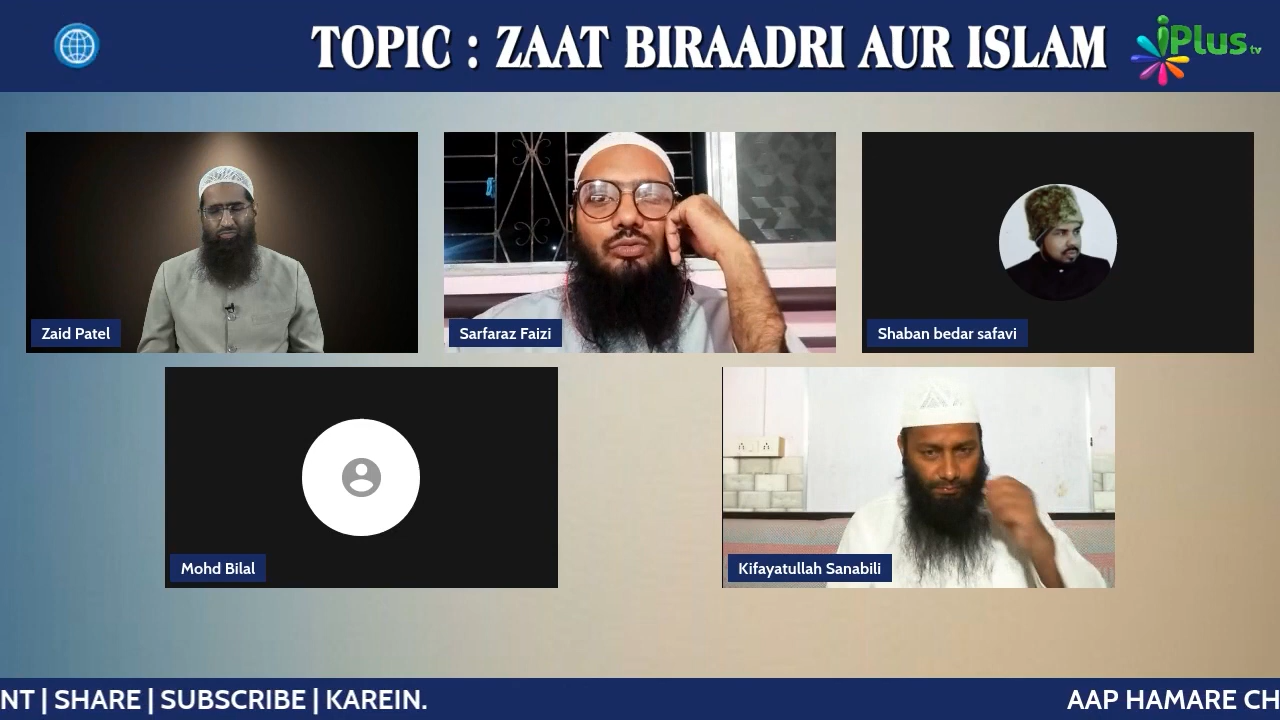 TOPIC : ZAAT BIRAADRI AUR ISLAM
iPlus tv
Zaid Patel
Sarfaraz Faizi
Shaban bedar safavi
Mohd Bilal
Kifayatullah Sanabili
NT | SHARE | SUBSCRIBE | KAREIN.
AAP HAMARE CH